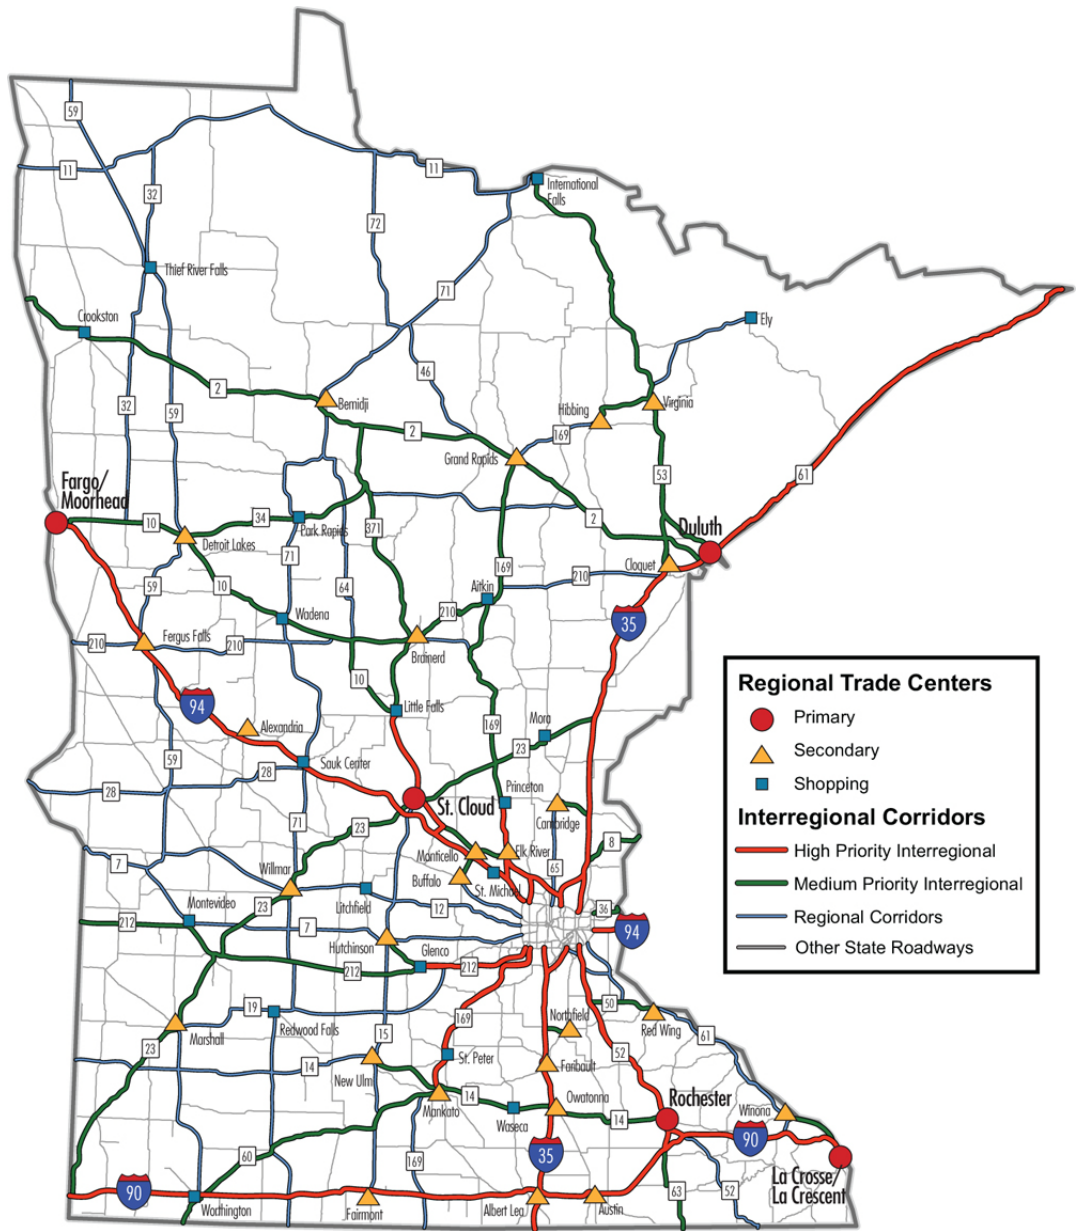 59
11
11
32
72
International
Falls
Thief River Falls
71
Crookston
Ely
46
2
Bemidji
32
59
Hibbing
Virginia
2
169
Grand Rapids
53
61
Fargo/
Moorhead
10
34
Park Rapids
371
2
Duluth
Detroit Lakes
71
169
Cloquet
59
10
64
Aitkin
210
210
Wadena
35
210
Fergus Falls
210
Brainerd
10
94
Little Falls
Alexandria
169
Mora
23
59
Sauk Center
28
28
Princeton
St. Cloud
71
23
Cambridge
8
7
Monticello
Elk River
65
Willmar
Buffalo
St. Michael
Montevideo
23
Litchfield
12
36
212
7
94
Hutchinson
Glenco
212
212
19
50
Redwood Falls
169
Northfield
Red Wing
Marshall
15
61
23
14
New Ulm
St. Peter
52
Faribault
Mankato
14
Owatonna
Rochester
Waseca
14
Winona
60
169
35
90
La Crosse/
La Crescent
90
Worthington
Fairmont
Albert Lea
Austin
63
52
Regional Trade Centers
Primary
Secondary
Shopping
Interregional Corridors
High Priority Interregional
Medium Priority Interregional
Regional Corridors
Other State Roadways